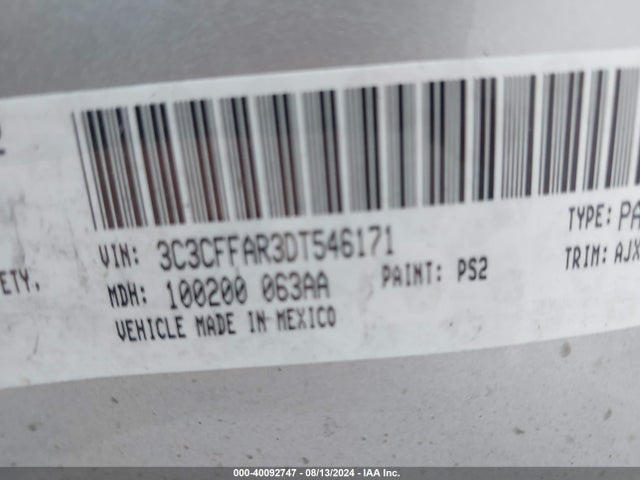 VIN: 3C3CFFAR3DT546171
TYPE: PA
ETY,
MDH: 100200 063AA
PAINT: PS2
TRIM: AJX
VEHICLE MADE IN MEXICO
000-40092747 - 08/13/2024 - IAA Inc.